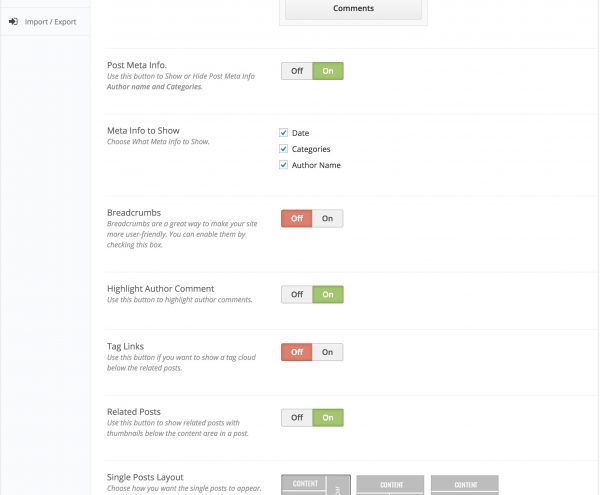 Comments
Import / Export
Post Meta Info.
Use this button to Show or Hide Post Meta Info
Author name and Categories.
Off On
Meta Info to Show
Choose What Meta Info to Show.
Date
Categories
Author Name
Breadcrumbs
Breadcrumbs are a great way to make your site
more user-friendly. You can enable them by
checking this box.
Off On
Highlight Author Comment
Use this button to highlight author comments.
Off On
Tag Links
Use this button if you want to show a tag cloud
below the related posts.
Off On
Related Posts
Use this button to show related posts with
thumbnails below the content area in a post.
Off On
Single Posts Layout
Choose how you want the single posts to appear.
CONTENT CONTENT CONTENT